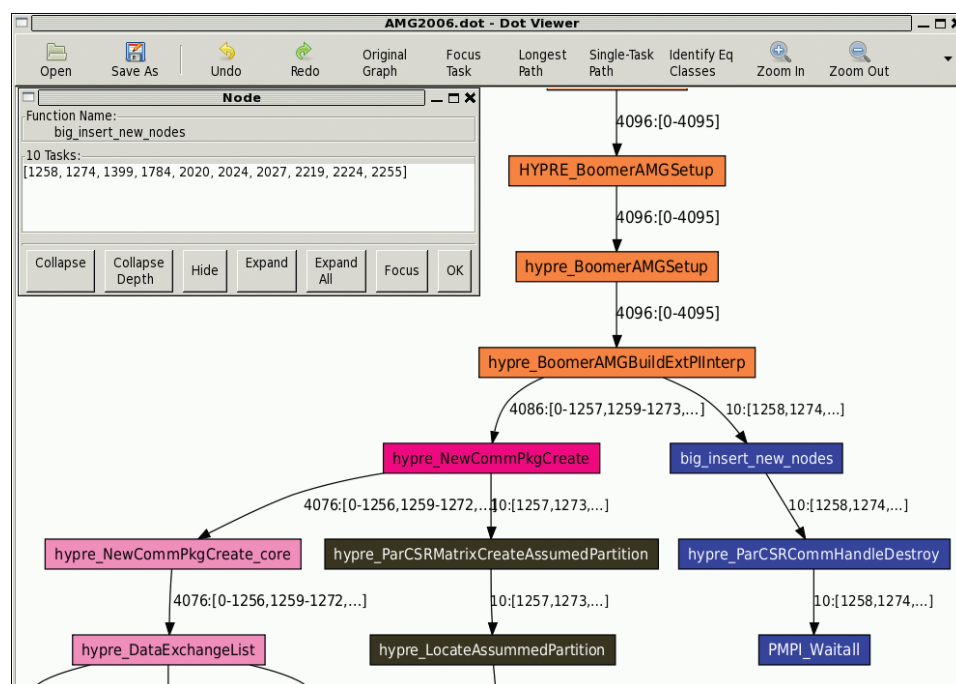 AMG2006.dot - Dot Viewer
Open
Save As
Undo
Redo
Original
Graph
Focus
Task
Longest
Path
Single-Task
Path
Identify Eq
Classes
Zoom In
Zoom Out
Node
Function Name:
big_insert_new_nodes
10 Tasks:
[1258, 1274, 1399, 1784, 2020, 2024, 2027, 2219, 2224, 2255]
Collapse
Collapse
Depth
Hide
Expand
Expand
All
Focus
OK
4096:[0-4095]
HYPRE_BoomerAMGSetup
4096:[0-4095]
hypre_BoomerAMGSetup
4096:[0-4095]
hypre_BoomerAMGBuildExtPIInterp
4086:[0-1257,1259-1273,...]
10:[1258,1274,...]
hypre_NewCommPkgCreate
big_insert_new_nodes
4076:[0-1256,1259-1272,...]
10:[1257,1273,...]
10:[1258,1274,...]
hypre_NewCommPkgCreate_core
hypre_ParCSRMatrixCreateAssumedPartition
hypre_ParCSRCommHandleDestroy
4076:[0-1256,1259-1272,...]
10:[1257,1273,...]
10:[1258,1274,...]
hypre_DataExchangeList
hypre_LocateAssummedPartition
PMPI_Waitall